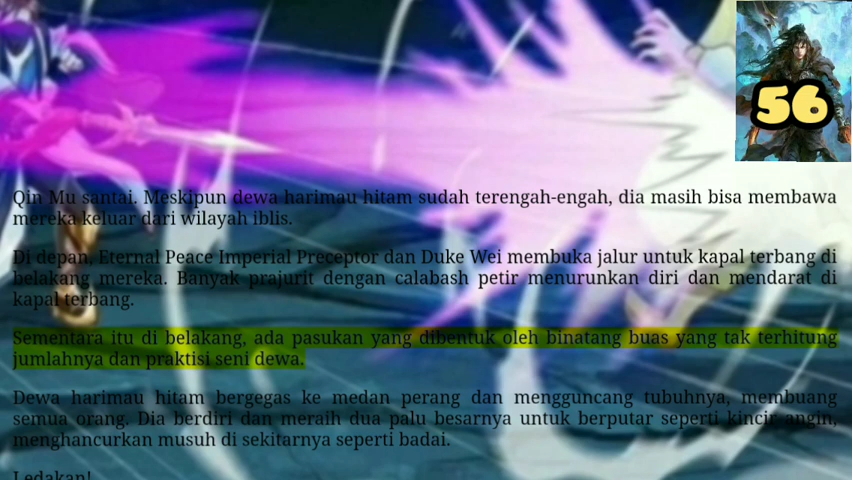 56
Qin Mu santai. Meskipun dewa harimau hitam sudah terengah-engah, dia masih bisa membawa
mereka keluar dari wilayah iblis.
Di depan, Eternal Peace Imperial Preceptor dan Duke Wei membuka jalur untuk kapal terbang di
belakang mereka. Banyak prajurit dengan calabash petir menurunkan diri dan mendarat di
kapal terbang.
Sementara itu di belakang, ada pasukan yang dibentuk oleh binatang buas yang tak terhitung
jumlahnya dan praktisi seni dewa.
Dewa harimau hitam bergegas ke medan perang dan mengguncang tubuhnya, membuang
semua orang. Dia berdiri dan meraih dua palu besarnya untuk berputar seperti kincir angin,
menghancurkan musuh di sekitarnya seperti badai.
Ledakan!